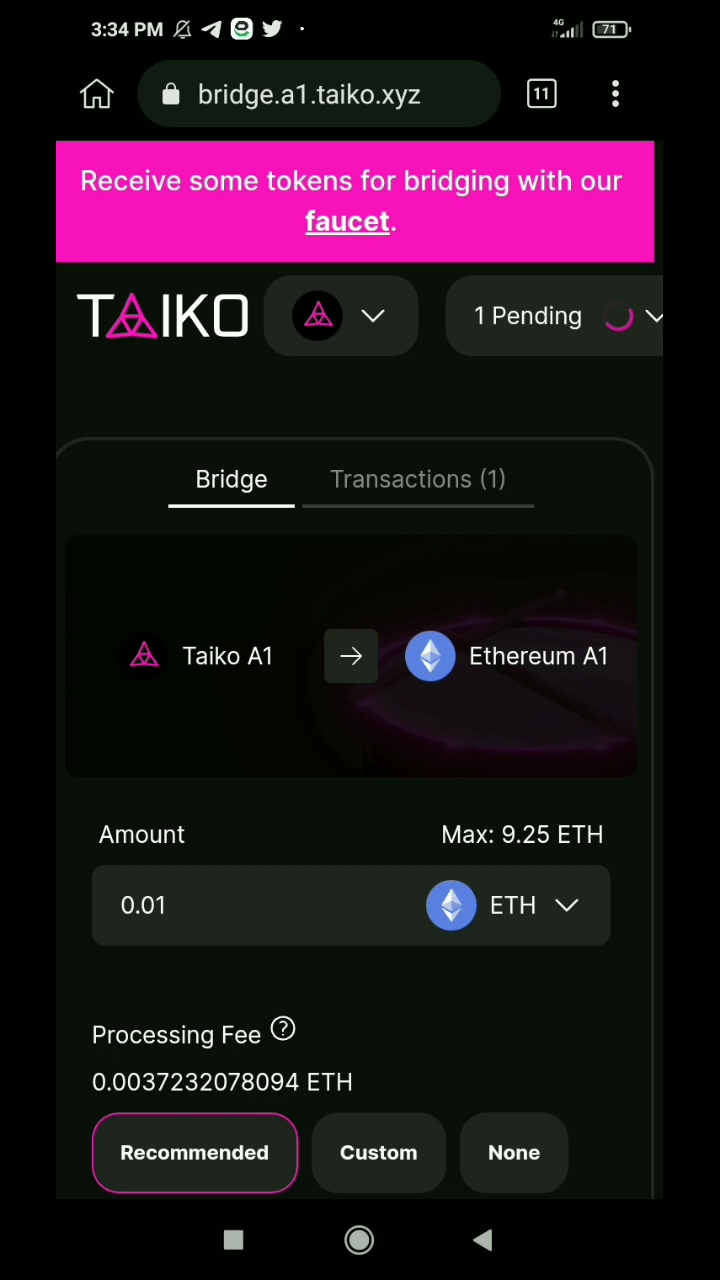 3:34 PM
4G
71
bridge.a1.taiko.xyz
11
Receive some tokens for bridging with our
faucet.
TAIKO
1 Pending
Bridge
Transactions (1)
Taiko A1
Ethereum A1
Amount
Max: 9.25 ETH
0.01
ETH
Processing Fee ?
0.0037232078094 ETH
Recommended
Custom
None